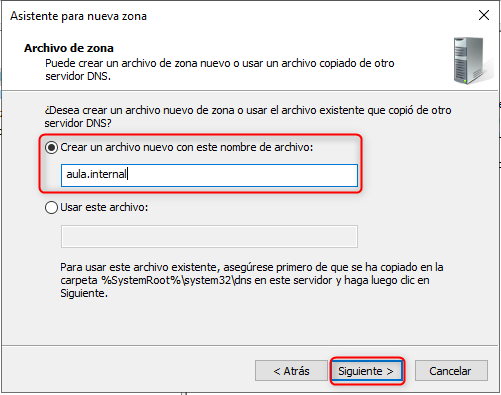 Asistente para nueva zona
Archivo de zona
Puede crear un archivo de zona nuevo o usar un archivo copiado de otro
servidor DNS.
¿Desea crear un archivo nuevo de zona o usar el archivo existente que copió de otro
servidor DNS?
Crear un archivo nuevo con este nombre de archivo:
aula.internal
Usar este archivo:
Para usar este archivo existente, asegúrese primero de que se ha copiado en la
carpeta %SystemRoot%\system32\dns en este servidor y haga luego clic en
Siguiente.
< Atrás
Siguiente >
Cancelar